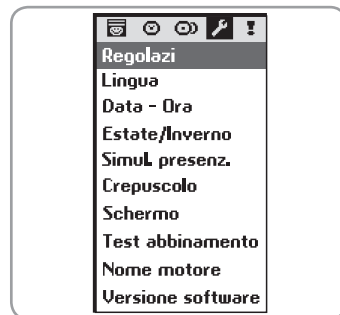 Regolazi
Lingua
Data - Ora
Estate/Inverno
Simul. presenz.
Crepuscolo
Schermo
Test abbinamento
Nome motore
Versione software